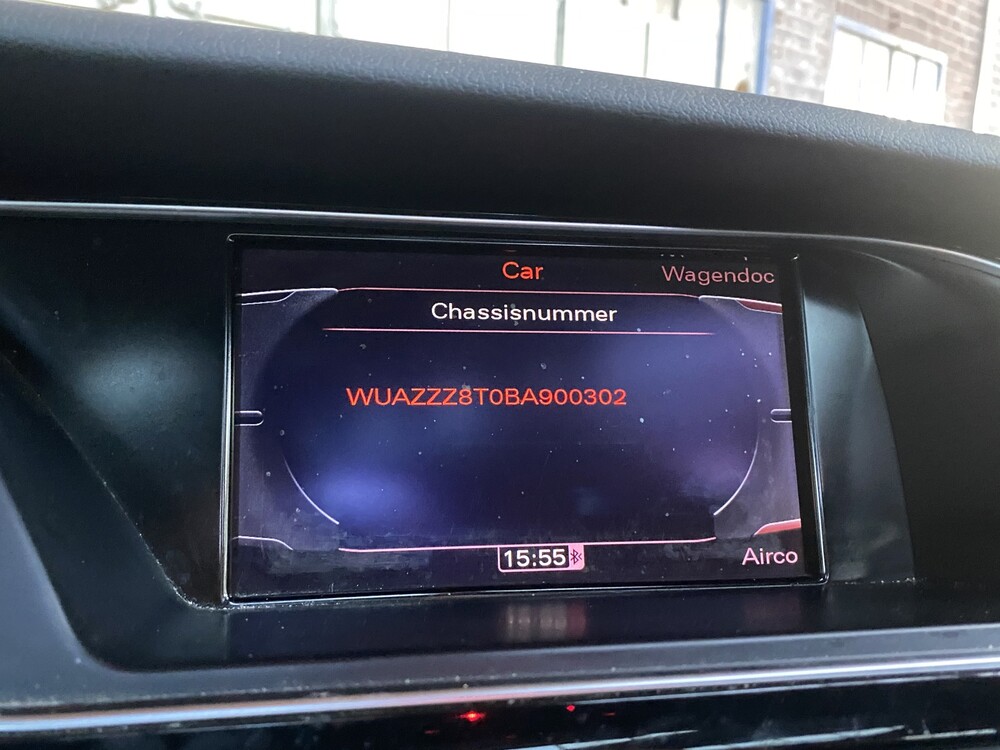 Car
Wagendoc
Chassisnummer
WUAZZZ8T0BA900302
15:55
Airco